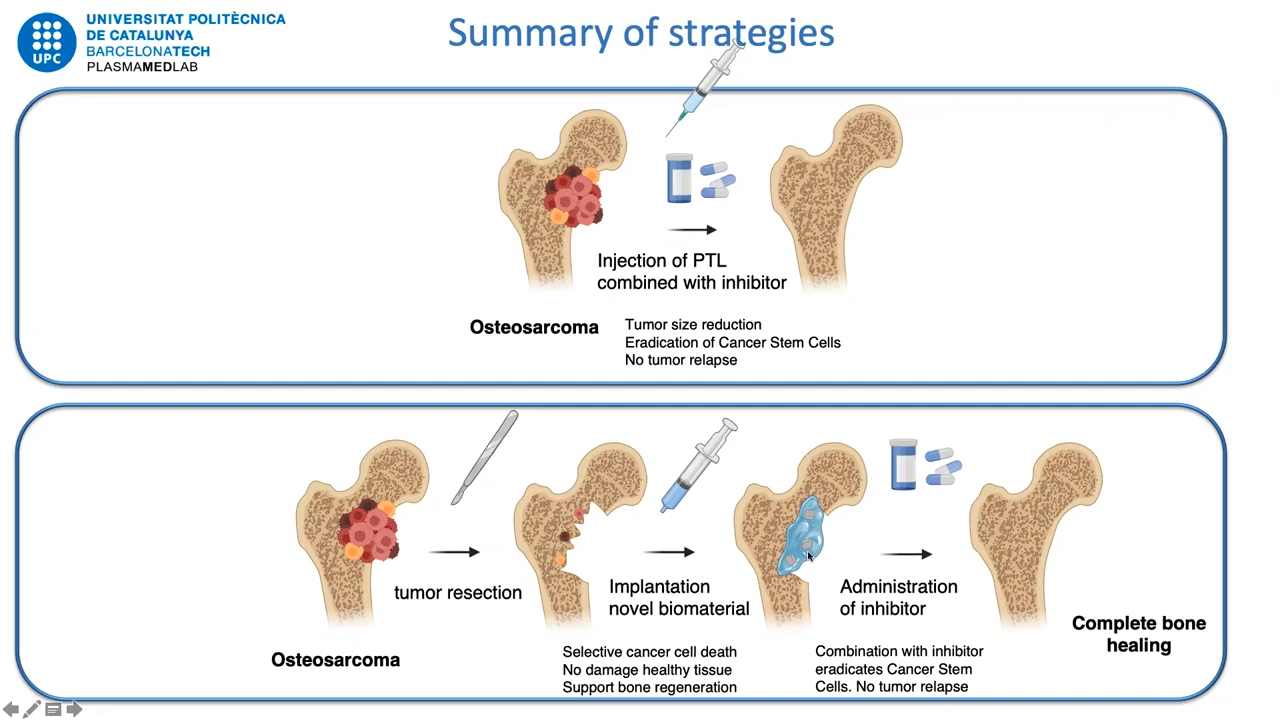 UNIVERSITAT POLITÈCNICA
DE CATALUNYA
BARCELONATECH
PLASMAMEDLAB
UPC
Summary of strategies
Injection of PTL
combined with inhibitor
Osteosarcoma
Tumor size reduction
Eradication of Cancer Stem Cells
No tumor relapse
tumor resection
Implantation
novel biomaterial
Administration
of inhibitor
Complete bone
healing
Osteosarcoma
Selective cancer cell death
No damage healthy tissue
Support bone regeneration
Combination with inhibitor
eradicates Cancer Stem
Cells. No tumor relapse